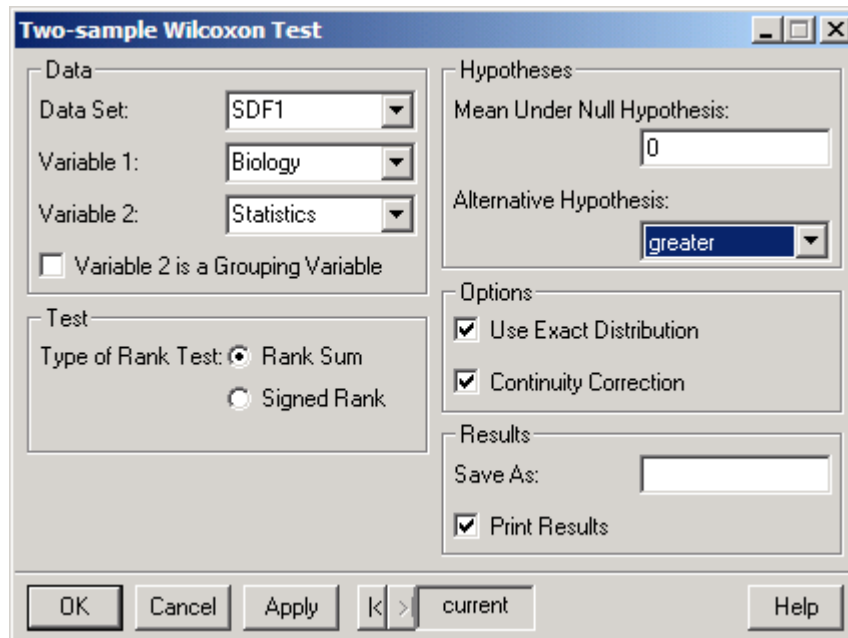 Two-sample Wilcoxon Test
Data
Data Set: SDF1
Variable 1: Biology
Variable 2: Statistics
Variable 2 is a Grouping Variable
Test
Type of Rank Test: Rank Sum
Signed Rank
Hypotheses
Mean Under Null Hypothesis:
0
Alternative Hypothesis:
greater
Options
Use Exact Distribution
Continuity Correction
Results
Save As:
Print Results
OK Cancel Apply current Help